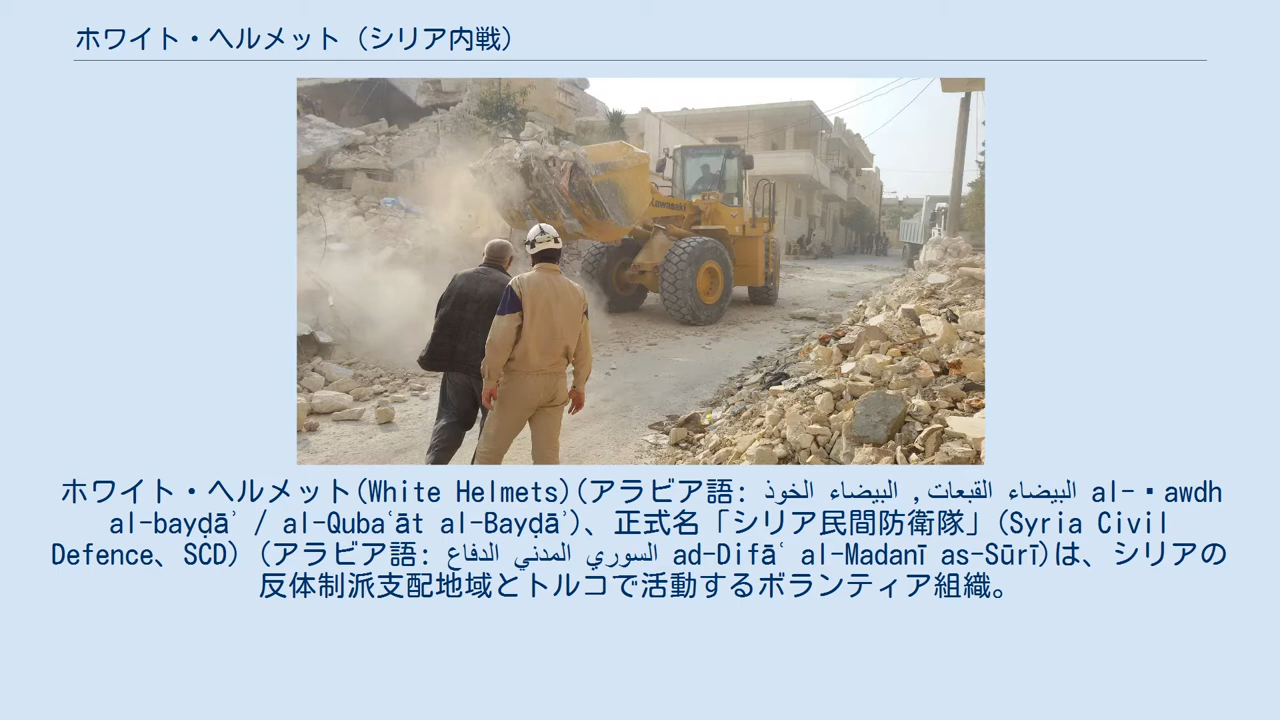 ホワイト・ヘルメット（シリア内戦）
Kawasaki
ホワイト・ヘルメット(White Helmets)(アラビア語: البيضاء القبعات, البيضاء الخوذ al-·awdh
al-bayḍāʾ / al-Qubaʿāt al-Bayḍāʾ)、正式名「シリア民間防衛隊」(Syria Civil
Defence、SCD) (アラビア語: السوري المدني الدفاع ad-Difāʿ al-Madanī as-Sūrī)は、シリアの
反体制派支配地域とトルコで活動するボランティア組織。